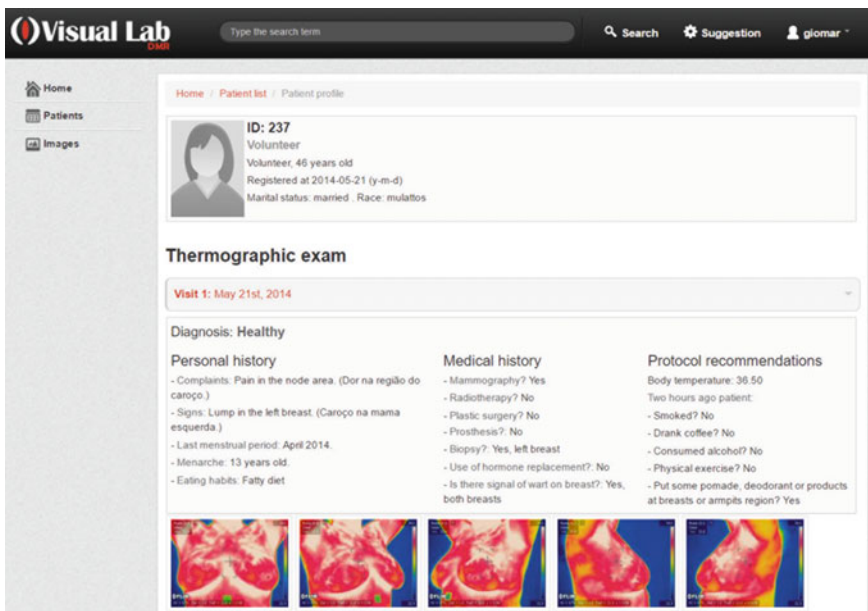 Visual Lab
DMR
Type the search term
Search
Suggestion
giomar
Home
Patients
Images
Home / Patient list / Patient profile
ID: 237
Volunteer
Volunteer, 46 years old
Registered at 2014-05-21 (y-m-d)
Marital status: married . Race: mulattos
Thermographic exam
Visit 1: May 21st, 2014
Diagnosis: Healthy
Personal history
- Complaints: Pain in the node area. (Dor na região do
caroço.)
- Signs: Lump in the left breast. (Caroço na mama
esquerda.)
- Last menstrual period: April 2014.
- Menarche: 13 years old.
- Eating habits: Fatty diet
Medical history
- Mammography? Yes
- Radiotherapy? No
- Plastic surgery? No
- Prosthesis?: No
- Biopsy?: Yes, left breast
- Use of hormone replacement?: No
- Is there signal of wart on breast?: Yes,
both breasts
Protocol recommendations
Body temperature: 36.50
Two hours ago patient:
- Smoked? No
- Drank coffee? No
- Consumed alcohol? No
- Physical exercise? No
- Put some pomade, deodorant or products
at breasts or armpits region? Yes